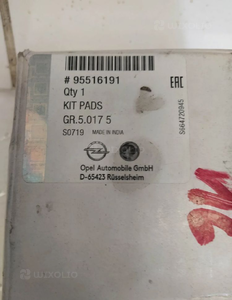 # 95516191
Qty 1
KIT PADS
GR.5.017 5
S0719 MADE IN INDIA
Opel Automobile GmbH
D-65423 Rüsselsheim
EAC
S664270945